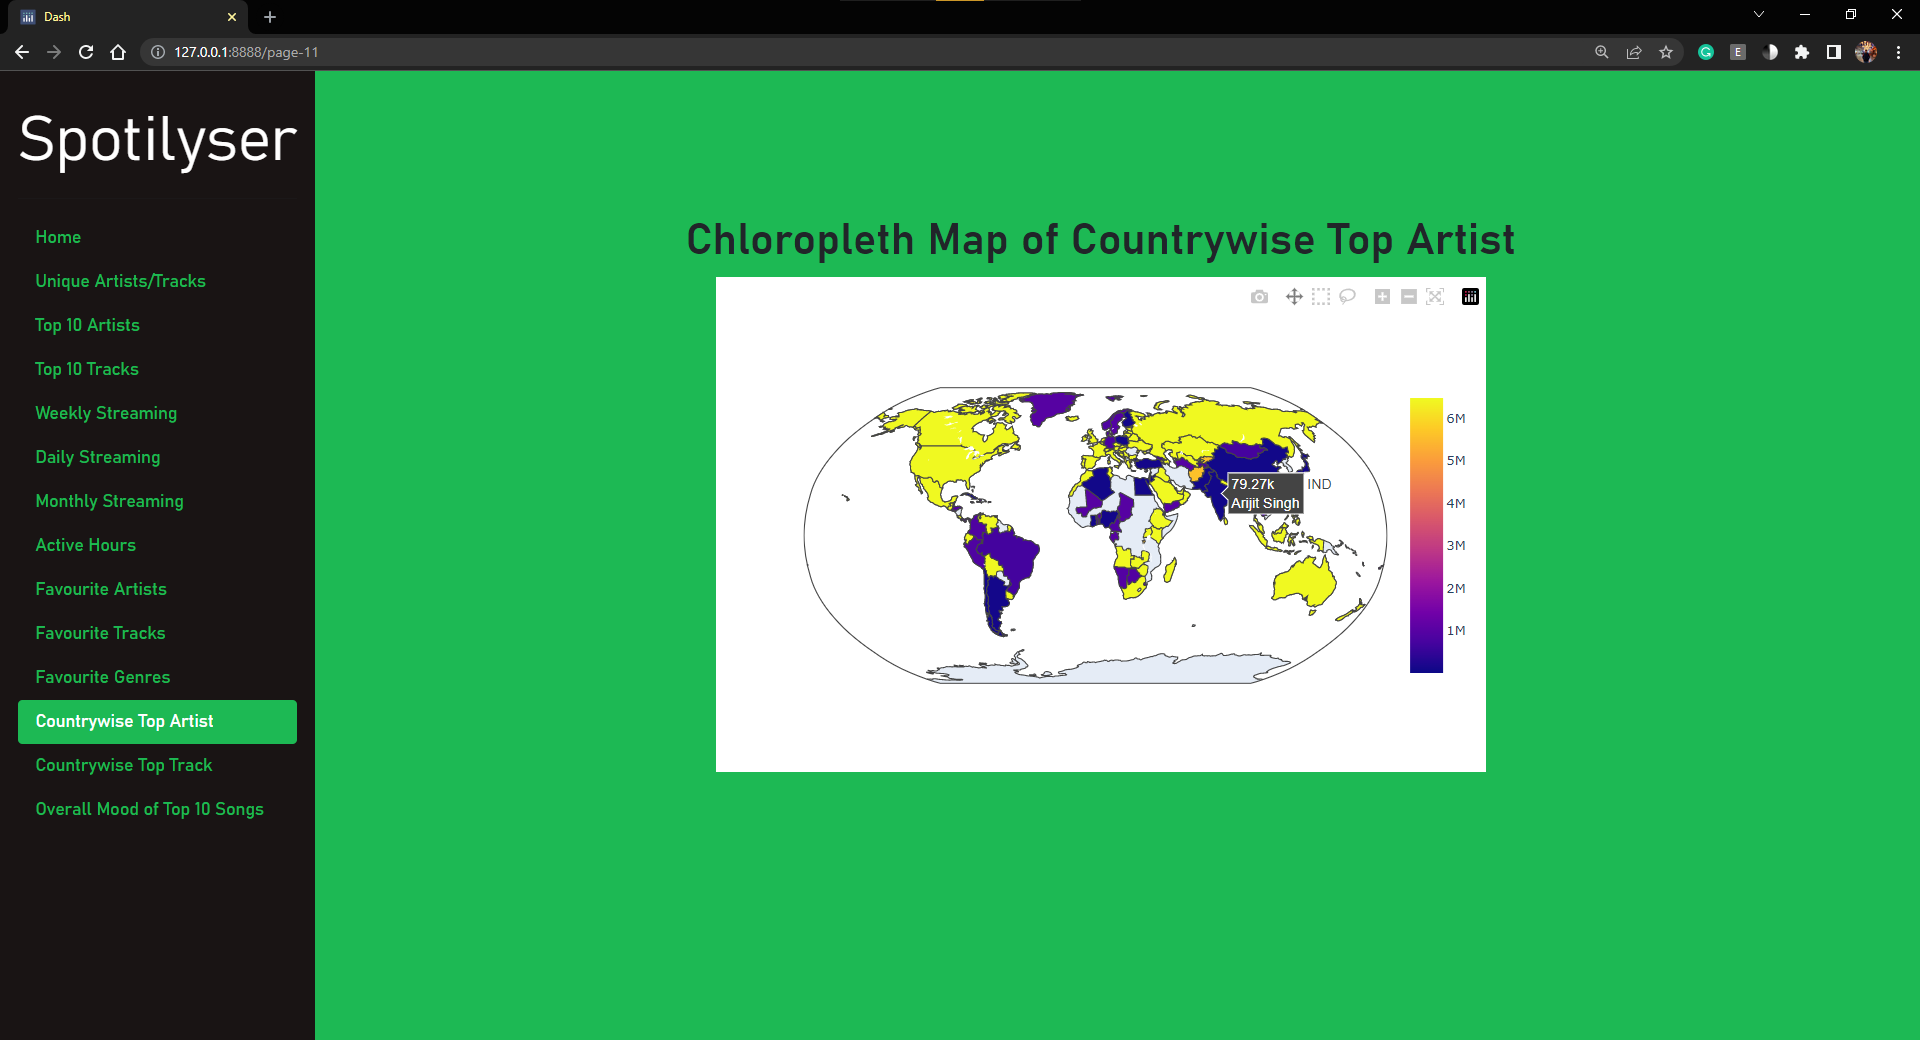 Dash
127.0.0.1:8888/page-11
E
Spotilyser
Home
Unique Artists/Tracks
Top 10 Artists
Top 10 Tracks
Weekly Streaming
Daily Streaming
Monthly Streaming
Active Hours
Favourite Artists
Favourite Tracks
Favourite Genres
Countrywise Top Artist
Countrywise Top Track
Overall Mood of Top 10 Songs
Chloropleth Map of Countrywise Top Artist
79.27k IND
Arijit Singh
6M
5M
4M
3M
2M
1M